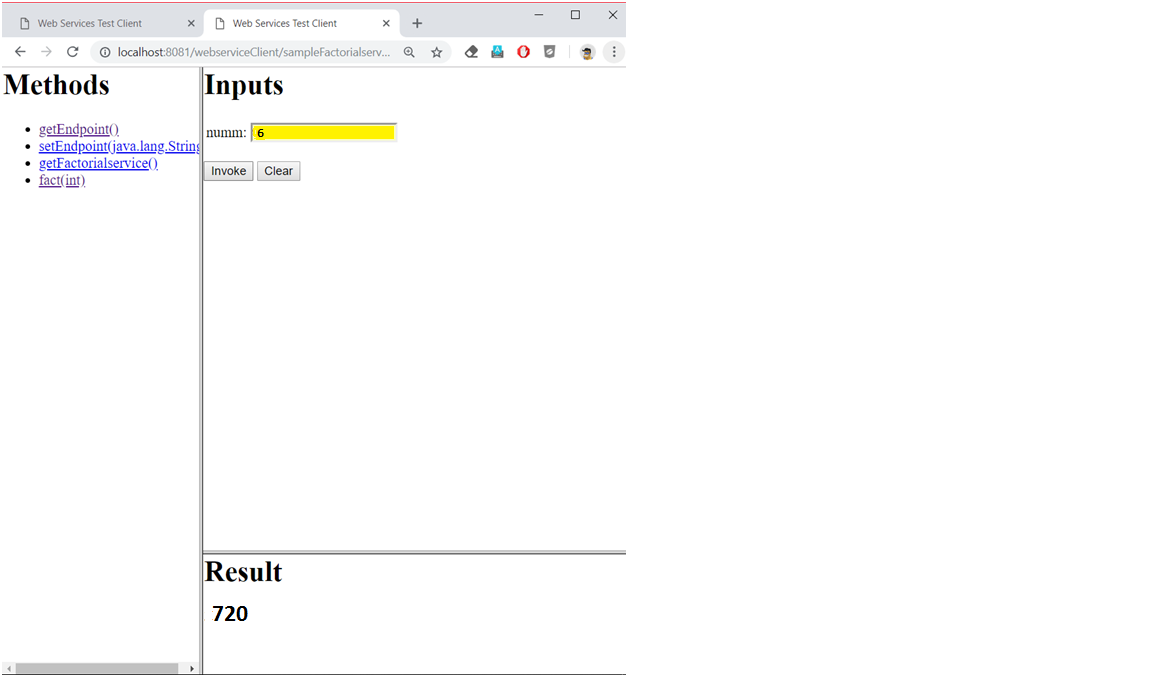 Web Services Test Client
Web Services Test Client
localhost:8081/webserviceClient/sampleFactorialserv...
Methods
getEndpoint()
setEndpoint(java.lang.String
getFactorialservice()
fact(int)
Inputs
numm: 6
Invoke Clear
Result
720